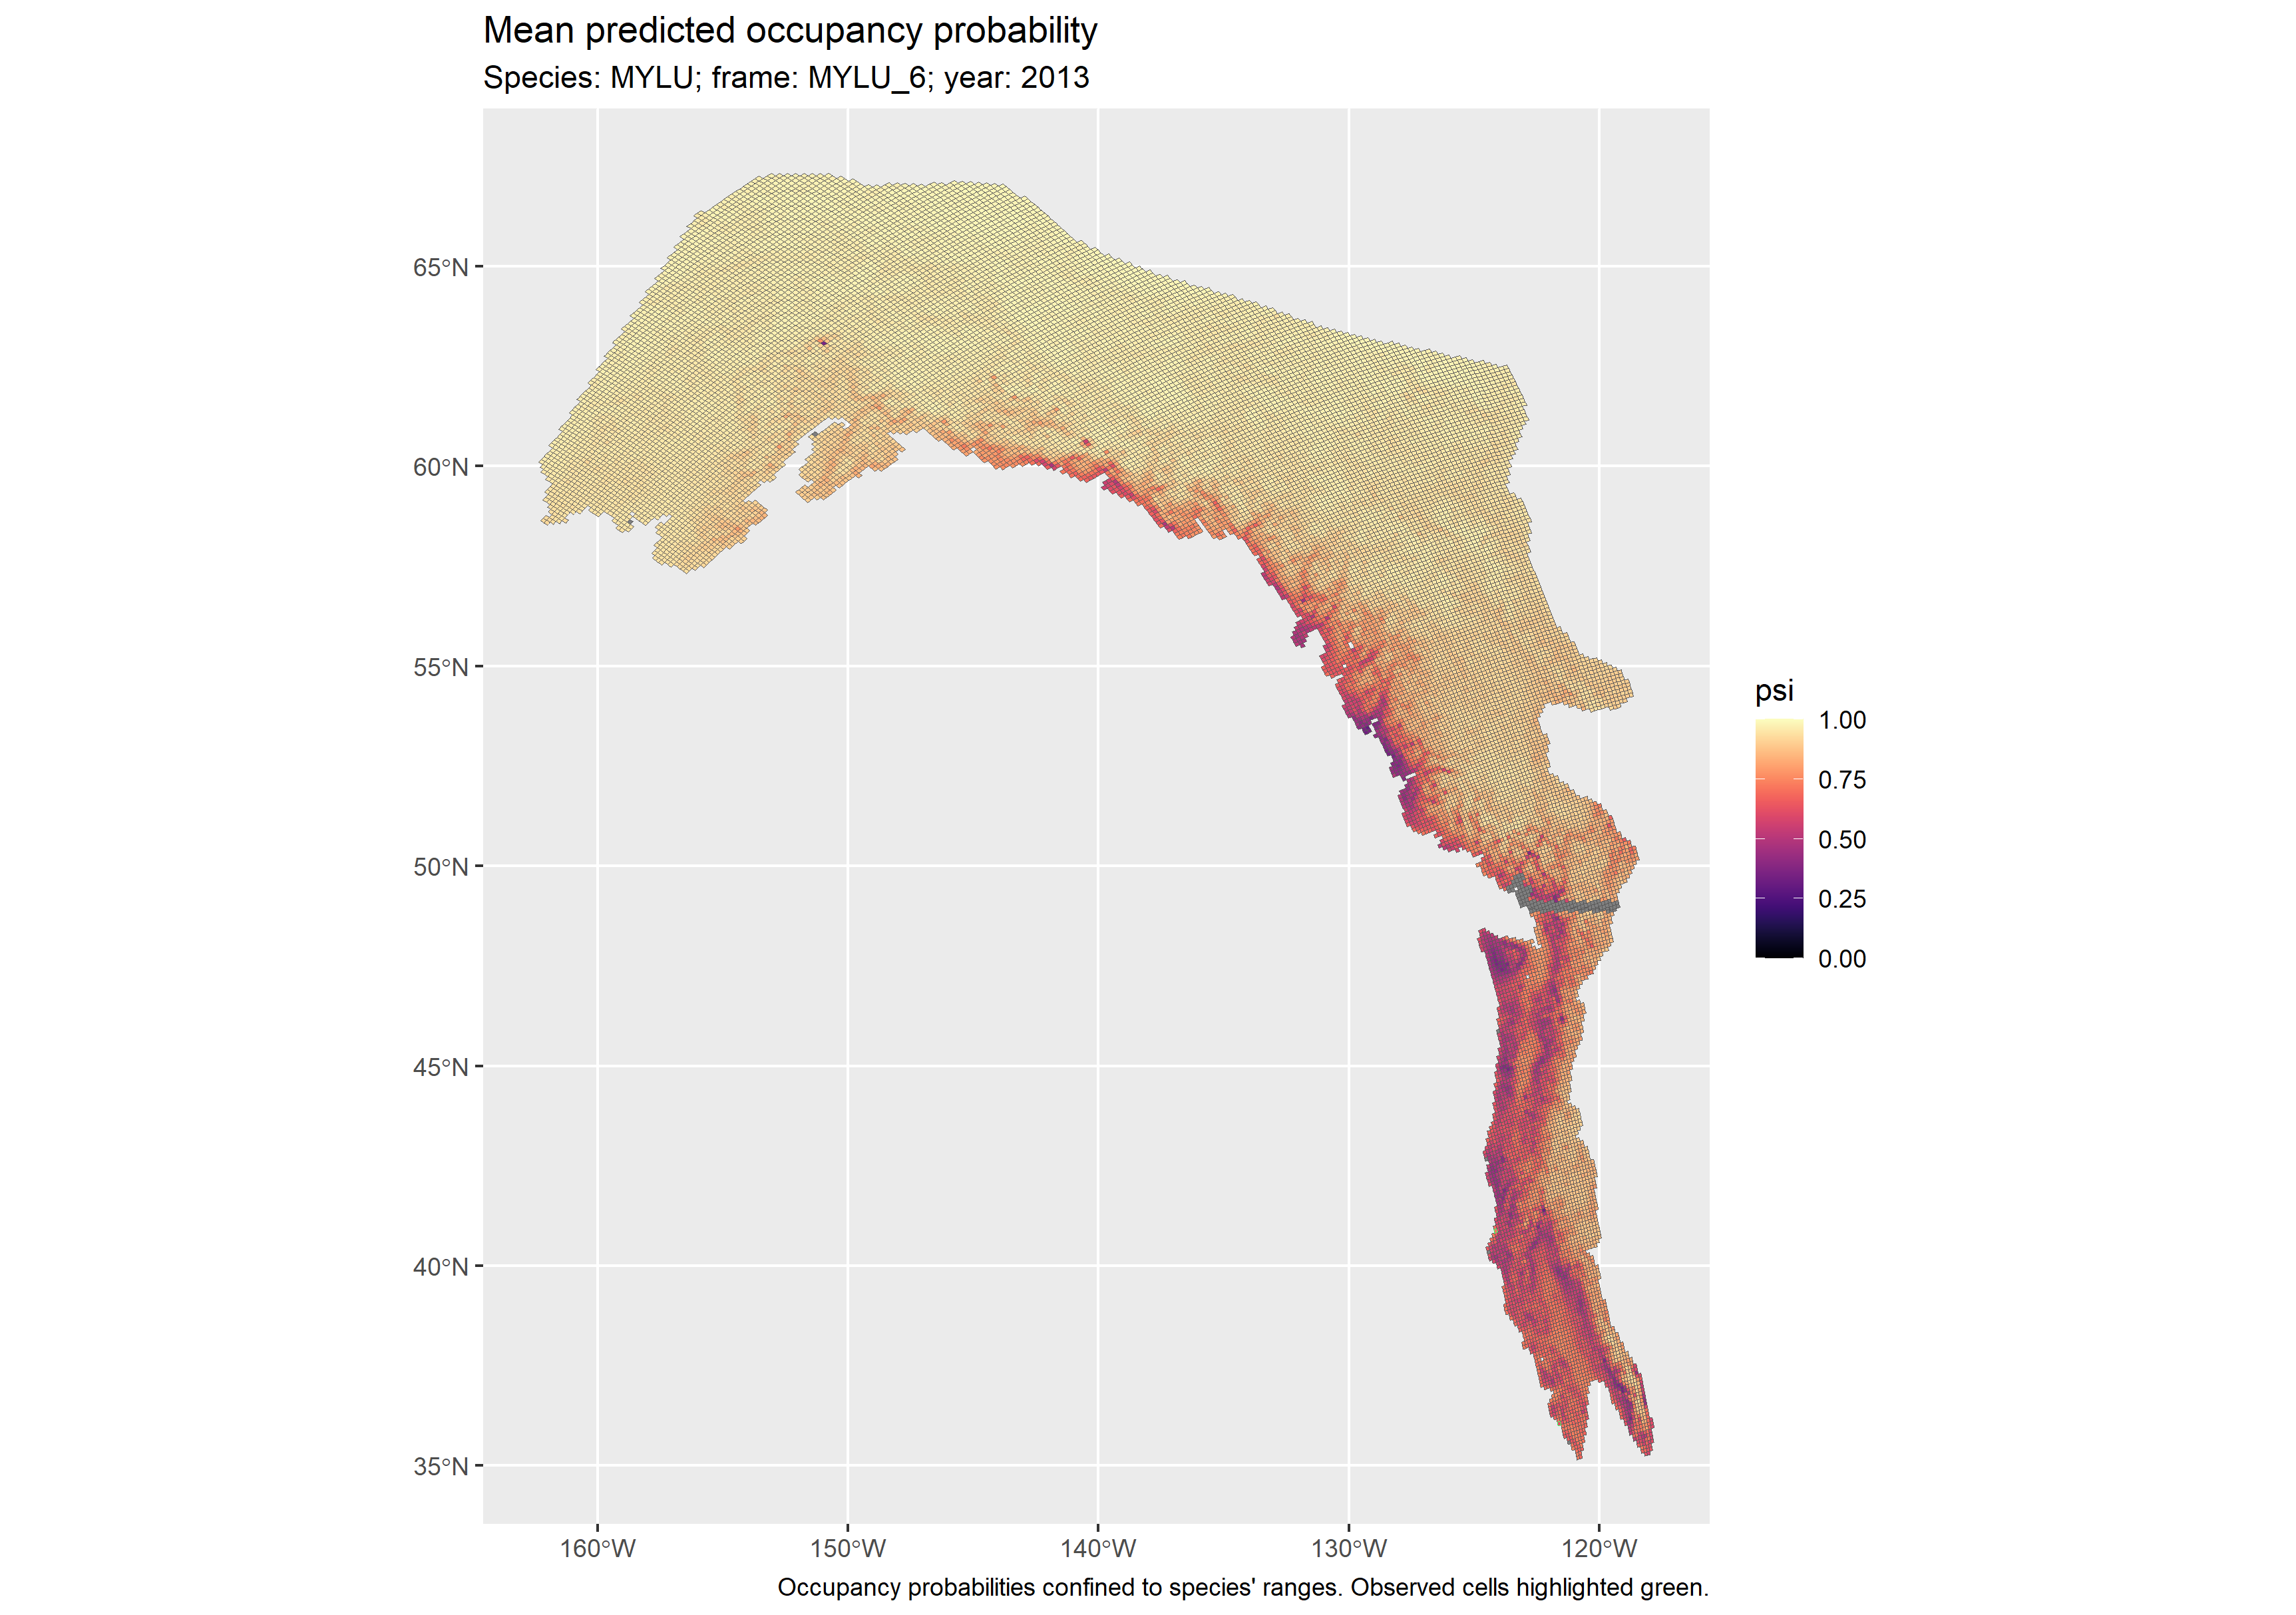 Mean predicted occupancy probability
Species: MYLU; frame: MYLU_6; year: 2013
65°N
60°N
55°N
50°N
45°N
40°N
35°N
160°W
150°W
140°W
130°W
120°W
psi
1.00
0.75
0.50
0.25
0.00
Occupancy probabilities confined to species' ranges. Observed cells highlighted green.